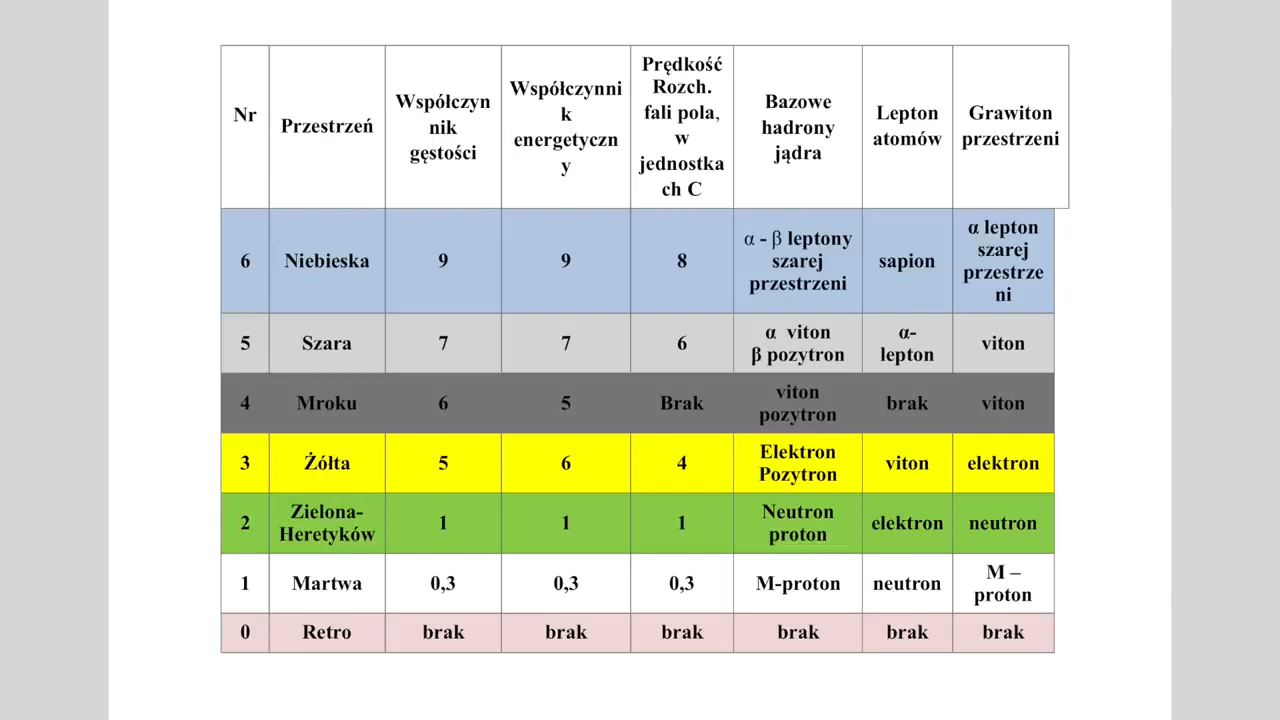 Nr
Przestrzeń
Współczyn
nik
gęstości
Współczynni
k
energetyczn
y
Prędkość
Rozch.
fali pola,
w
jednostka
ch C
Bazowe
hadrony
jądra
Lepton
atomów
Grawiton
przestrzeni
6
Niebieska
9
9
8
α - β leptony
szarej
przestrzeni
sapion
α lepton
szarej
przestrze
ni
5
Szara
7
7
6
α viton
β pozytron
α-
lepton
viton
4
Mroku
6
5
Brak
viton
pozytron
brak
viton
3
Żółta
5
6
4
Elektron
Pozytron
viton
elektron
2
Zielona-
Heretyków
1
1
1
Neutron
proton
elektron
neutron
1
Martwa
0,3
0,3
0,3
M-proton
neutron
M –
proton
0
Retro
brak
brak
brak
brak
brak
brak